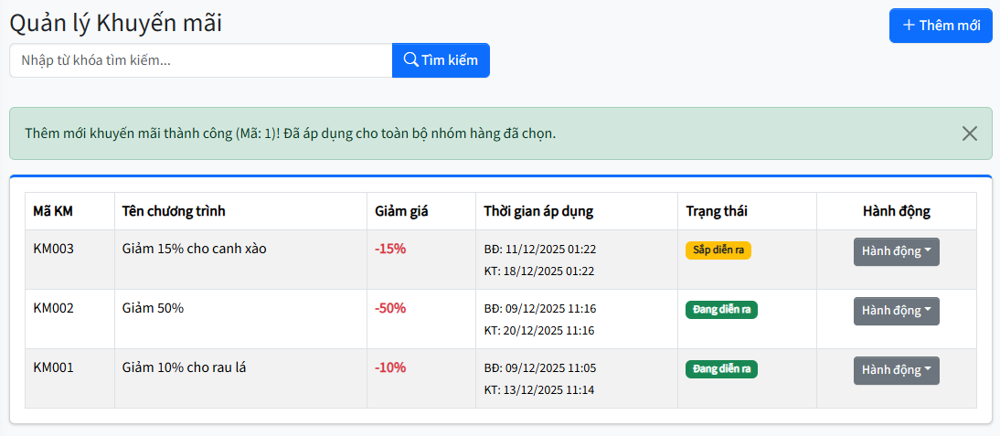 Quản lý Khuyến mãi
Thêm mới
Nhập từ khóa tìm kiếm...
Tìm kiếm
Thêm mới khuyến mãi thành công (Mã: 1)! Đã áp dụng cho toàn bộ nhóm hàng đã chọn.
Mã KM Tên chương trình Giảm giá Thời gian áp dụng Trạng thái Hành động
KM003 Giảm 15% cho canh xào -15% BĐ: 11/12/2025 01:22 Sắp diễn ra Hành động
KT: 18/12/2025 01:22
KM002 Giảm 50% -50% BĐ: 09/12/2025 11:16 Đang diễn ra Hành động
KT: 20/12/2025 11:16
KM001 Giảm 10% cho rau lá -10% BĐ: 09/12/2025 11:05 Đang diễn ra Hành động
KT: 13/12/2025 11:14